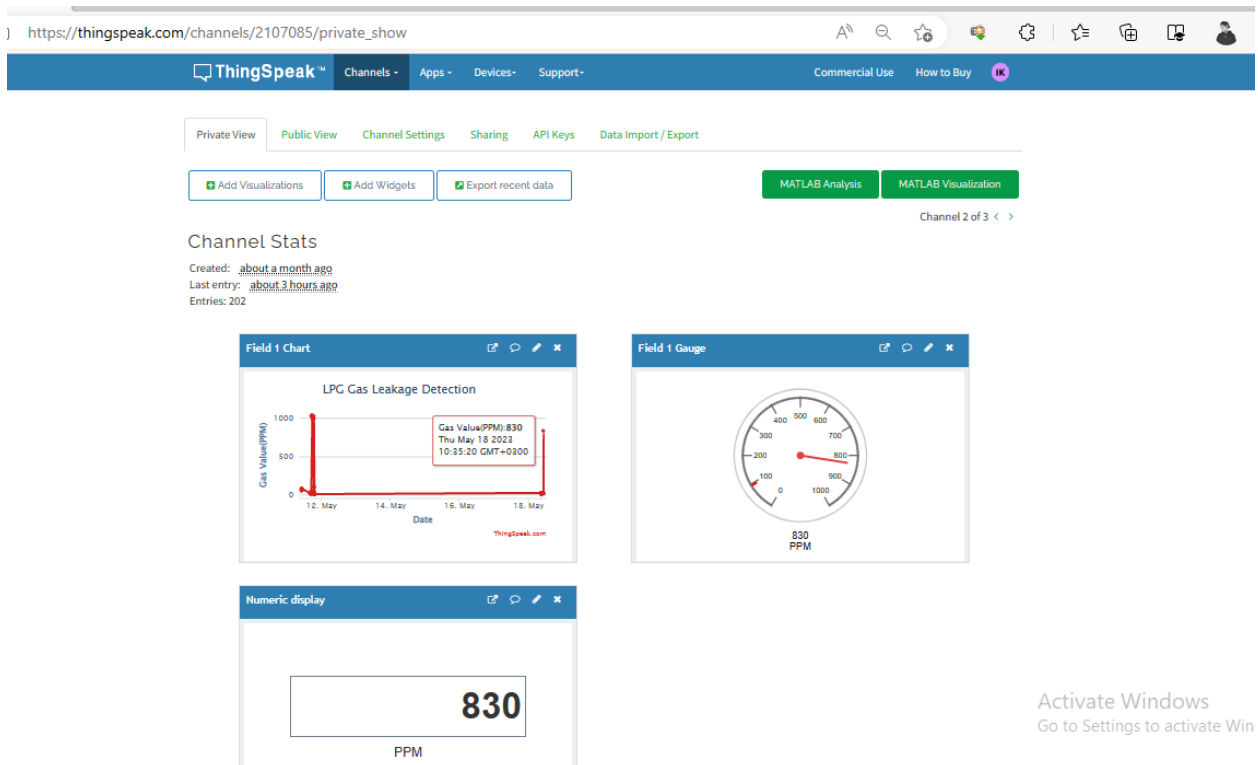 https://thingspeak.com/channels/2107085/private_show
ThingSpeak™ Channels Apps Devices Support Commercial Use How to Buy IK
Private View Public View Channel Settings Sharing API Keys Data Import / Export
Add Visualizations Add Widgets Export recent data MATLAB Analysis MATLAB Visualization
Channel 2 of 3 < >
Channel Stats
Created: about a month ago
Last entry: about 3 hours ago
Entries: 202
Field 1 Chart
LPG Gas Leakage Detection
Gas Value(PPM)
1000
500
0
Gas Value(PPM):830
Thu May 18 2023
10:35:20 GMT+0300
12. May 14. May 16. May 18. May
Date
ThingSpeak.com
Field 1 Gauge
0
100
200
300
400
500
600
700
800
900
1000
830
PPM
Numeric display
830
PPM
Activate Windows
Go to Settings to activate Win